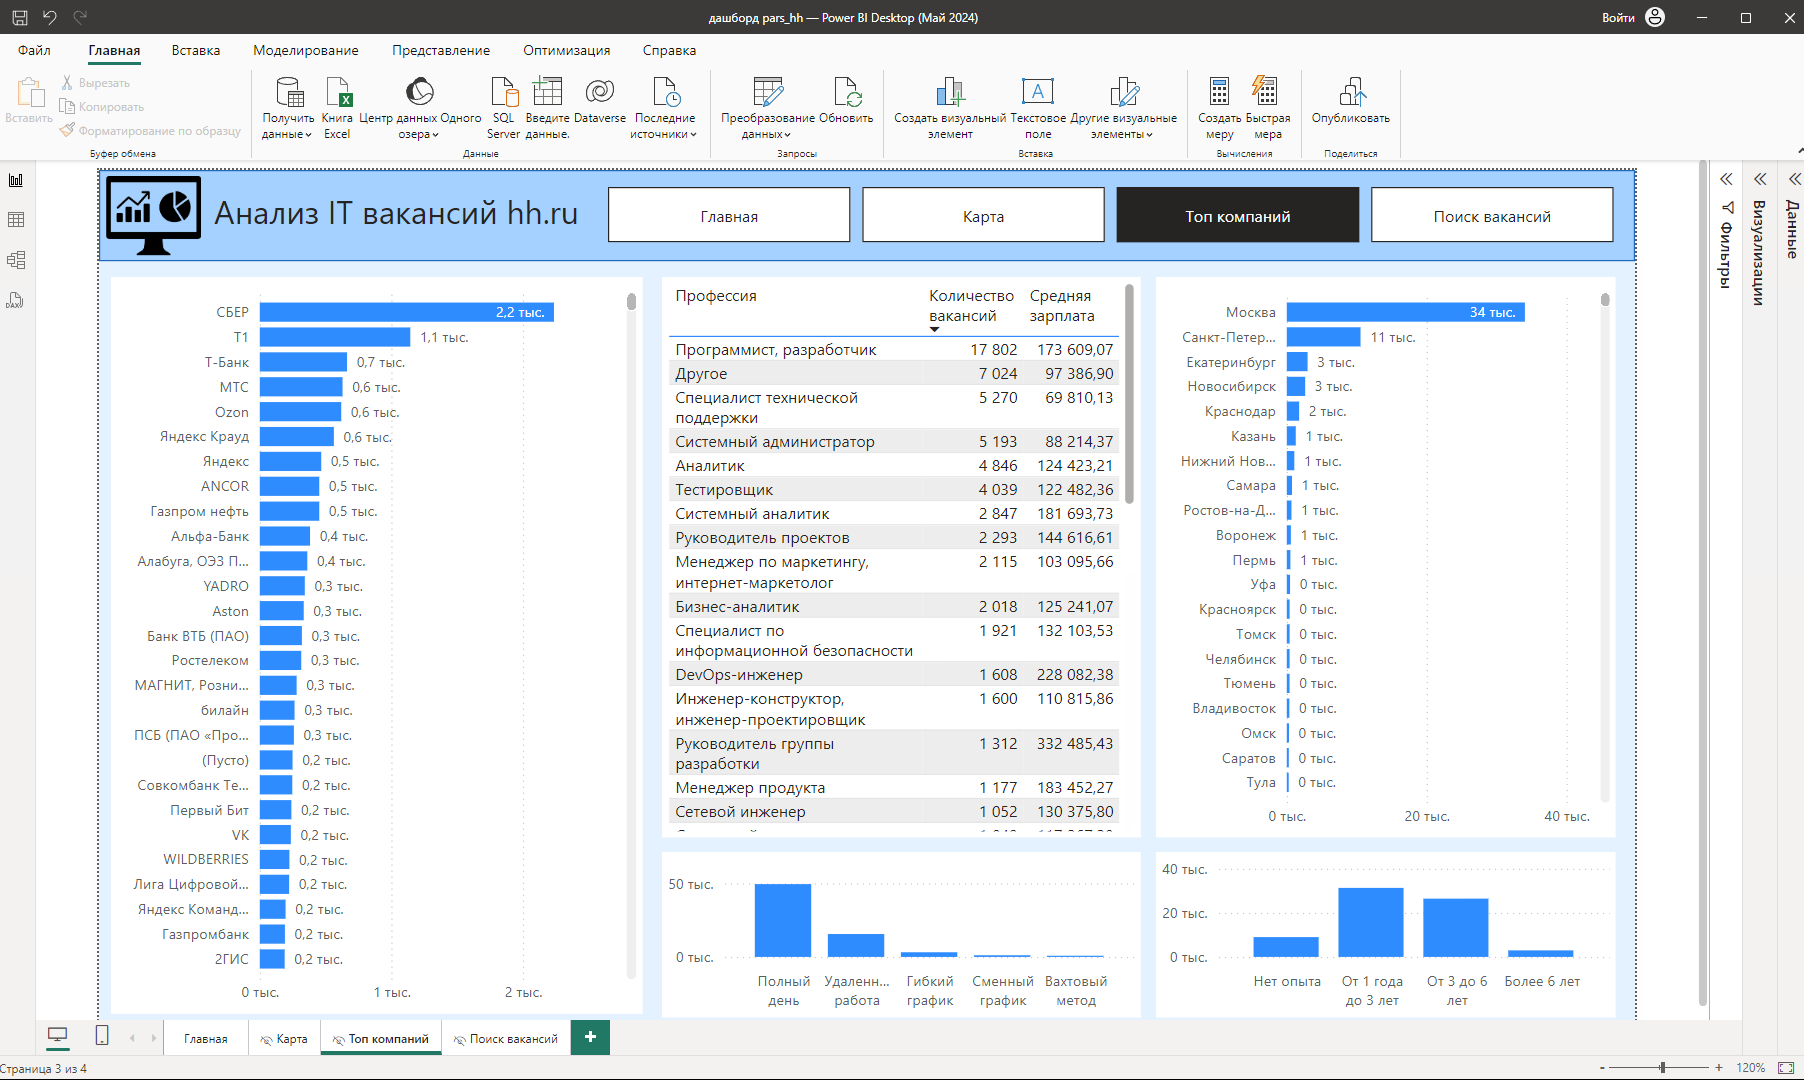 дашборд pars_hh — Power BI Desktop (Май 2024)
Войти
Файл
Главная
Вставка
Моделирование
Представление
Оптимизация
Справка
Вставить
Вырезать
Копировать
Форматирование по образцу
Буфер обмена
Получить
данные
Книга
Excel
Центр данных Одного
озера
SQL
Server
Введите
данные.
Dataverse
Последние
источники
Данные
Преобразование
данных
Обновить
Запросы
Создать визуальный
элемент
Текстовое
поле
Другие визуальные
элементы
Вставка
Создать
меру
Быстрая
мера
Вычисления
Опубликовать
Поделиться
DAX
Анализ IT вакансий hh.ru
Главная
Карта
Топ компаний
Поиск вакансий
Фильтры
Визуализации
Данные
СБЕР 2,2 тыс.
Т1 1,1 тыс.
Т-Банк 0,7 тыс.
МТС 0,6 тыс.
Ozon 0,6 тыс.
Яндекс Крауд 0,6 тыс.
Яндекс 0,5 тыс.
ANCOR 0,5 тыс.
Газпром нефть 0,5 тыс.
Альфа-Банк 0,4 тыс.
Алабуга, ОЭЗ П... 0,4 тыс.
YADRO 0,3 тыс.
Aston 0,3 тыс.
Банк ВТБ (ПАО) 0,3 тыс.
Ростелеком 0,3 тыс.
МАГНИТ, Розни... 0,3 тыс.
билайн 0,3 тыс.
ПСБ (ПАО «Про... 0,3 тыс.
(Пусто) 0,2 тыс.
Совкомбанк Те... 0,2 тыс.
Первый Бит 0,2 тыс.
VK 0,2 тыс.
WILDBERRIES 0,2 тыс.
Лига Цифровой... 0,2 тыс.
Яндекс Команд... 0,2 тыс.
Газпромбанк 0,2 тыс.
2ГИС 0,2 тыс.
0 тыс. 1 тыс. 2 тыс.
Профессия Количество Средняя
вакансий зарплата
Программист, разработчик 17 802 173 609,07
Другое 7 024 97 386,90
Специалист технической 5 270 69 810,13
поддержки
Системный администратор 5 193 88 214,37
Аналитик 4 846 124 423,21
Тестировщик 4 039 122 482,36
Системный аналитик 2 847 181 693,73
Руководитель проектов 2 293 144 616,61
Менеджер по маркетингу, 2 115 103 095,66
интернет-маркетолог
Бизнес-аналитик 2 018 125 241,07
Специалист по 1 921 132 103,53
информационной безопасности
DevOps-инженер 1 608 228 082,38
Инженер-конструктор, 1 600 110 815,86
инженер-проектировщик
Руководитель группы 1 312 332 485,43
разработки
Менеджер продукта 1 177 183 452,27
Сетевой инженер 1 052 130 375,80
Москва 34 тыс.
Санкт-Петер... 11 тыс.
Екатеринбург 3 тыс.
Новосибирск 3 тыс.
Краснодар 2 тыс.
Казань 1 тыс.
Нижний Нов... 1 тыс.
Самара 1 тыс.
Ростов-на-Д... 1 тыс.
Воронеж 1 тыс.
Пермь 1 тыс.
Уфа 0 тыс.
Красноярск 0 тыс.
Томск 0 тыс.
Челябинск 0 тыс.
Тюмень 0 тыс.
Владивосток 0 тыс.
Омск 0 тыс.
Саратов 0 тыс.
Тула 0 тыс.
0 тыс. 20 тыс. 40 тыс.
50 тыс.
0 тыс.
Полный Удаленн... Гибкий Сменный Вахтовый
день работа график график метод
40 тыс.
20 тыс.
0 тыс.
Нет опыта От 1 года От 3 до 6 Более 6 лет
до 3 лет лет
Главная
Карта
Топ компаний
Поиск вакансий
+
Страница 3 из 4
- + 120%